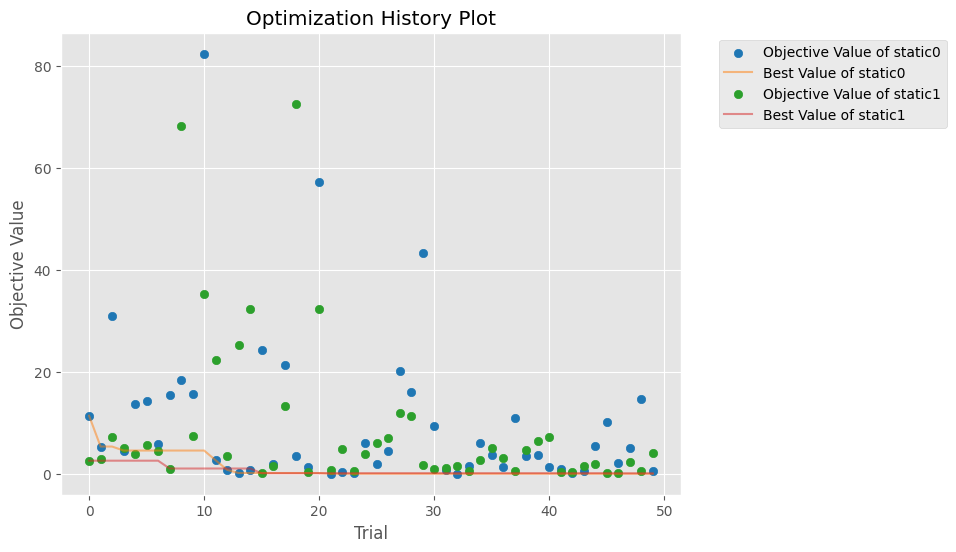 Optimization History Plot
Objective Value of static0
Best Value of static0
Objective Value of static1
Best Value of static1
Objective Value
80
60
40
20
0
0 10 20 30 40 50
Trial